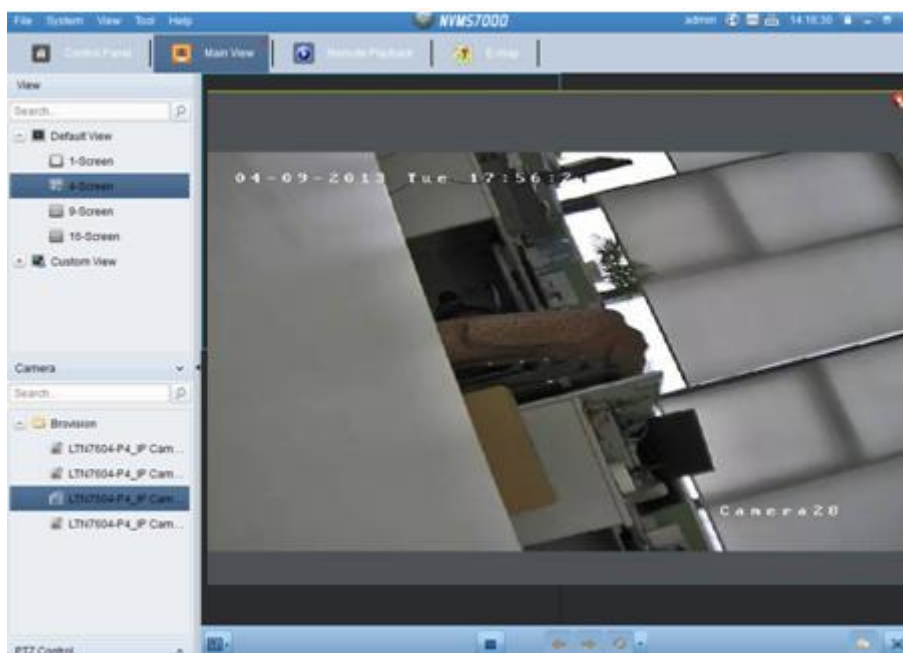 File System View Tool Help
NVMS7000
admin 14:16:30
Control Panel
Main View
Remote Playback
E-map
View
Search...
Default View
1-Screen
4-Screen
9-Screen
16-Screen
Custom View
Camera
Search...
Brovision
LTN7604-P4_IP Cam...
LTN7604-P4_IP Cam...
LTN7604-P4_IP Cam...
LTN7604-P4_IP Cam...
PTZ Control
04-09-2013 Tue 17:56:24
Camera28